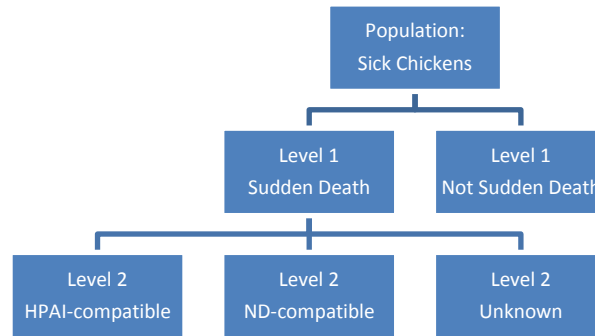 Population:
Sick Chickens
Level 1
Sudden Death
Level 1
Not Sudden Death
Level 2
HPAI-compatible
Level 2
ND-compatible
Level 2
Unknown